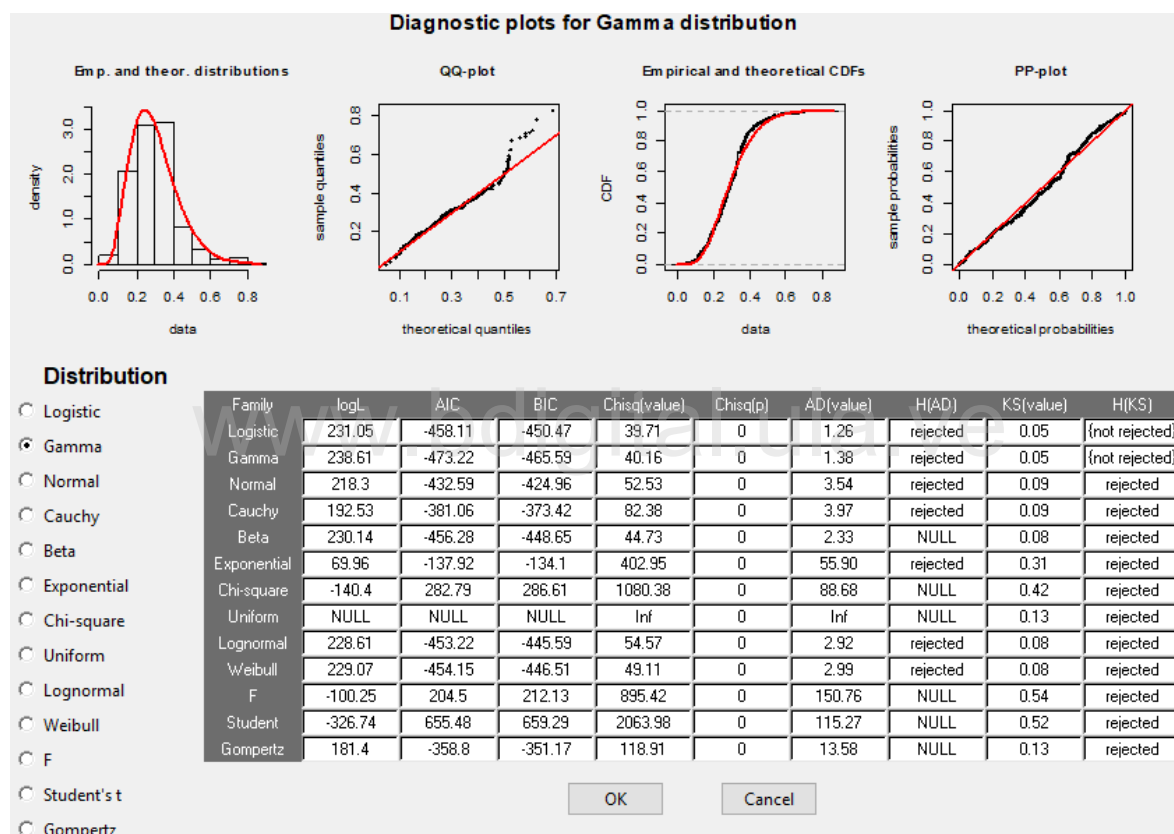 Diagnostic plots for Gamma distribution
Emp. and theor. distributions
density
0.0 1.0 2.0 3.0
0.0 0.2 0.4 0.6 0.8
data
QQ-plot
sample quantiles
0.2 0.4 0.6 0.8
0.1 0.3 0.5 0.7
theoretical quantiles
Empirical and theoretical CDFs
CDF
0.0 0.2 0.4 0.6 0.8 1.0
0.0 0.2 0.4 0.6 0.8
data
PP-plot
sample probabilities
0.0 0.2 0.4 0.6 0.8 1.0
0.0 0.2 0.4 0.6 0.8 1.0
theoretical probabilities
Distribution
Logistic
Gamma
Normal
Cauchy
Beta
Exponential
Chi-square
Uniform
Lognormal
Weibull
F
Student's t
Gompertz
www.bdigital.ula.ve
Family logL AIC BIC Chisq(value) Chisq(p) AD(value) H(AD) KS(value) H(KS)
Logistic 231.05 -458.11 -450.47 39.71 0 1.26 rejected 0.05 {not rejected}
Gamma 238.61 -473.22 -465.59 40.16 0 1.38 rejected 0.05 {not rejected}
Normal 218.3 -432.59 -424.96 52.53 0 3.54 rejected 0.09 rejected
Cauchy 192.53 -381.06 -373.42 82.38 0 3.97 rejected 0.09 rejected
Beta 230.14 -456.28 -448.65 44.73 0 2.33 NULL 0.08 rejected
Exponential 69.96 -137.92 -134.1 402.95 0 55.90 rejected 0.31 rejected
Chi-square -140.4 282.79 286.61 1080.38 0 88.68 NULL 0.42 rejected
Uniform NULL NULL NULL Inf 0 Inf NULL 0.13 rejected
Lognormal 228.61 -453.22 -445.59 54.57 0 2.92 rejected 0.08 rejected
Weibull 229.07 -454.15 -446.51 49.11 0 2.99 rejected 0.08 rejected
F -100.25 204.5 212.13 895.42 0 150.76 NULL 0.54 rejected
Student -326.74 655.48 659.29 2063.98 0 115.27 NULL 0.52 rejected
Gompertz 181.4 -358.8 -351.17 118.91 0 13.58 NULL 0.13 rejected
OK
Cancel